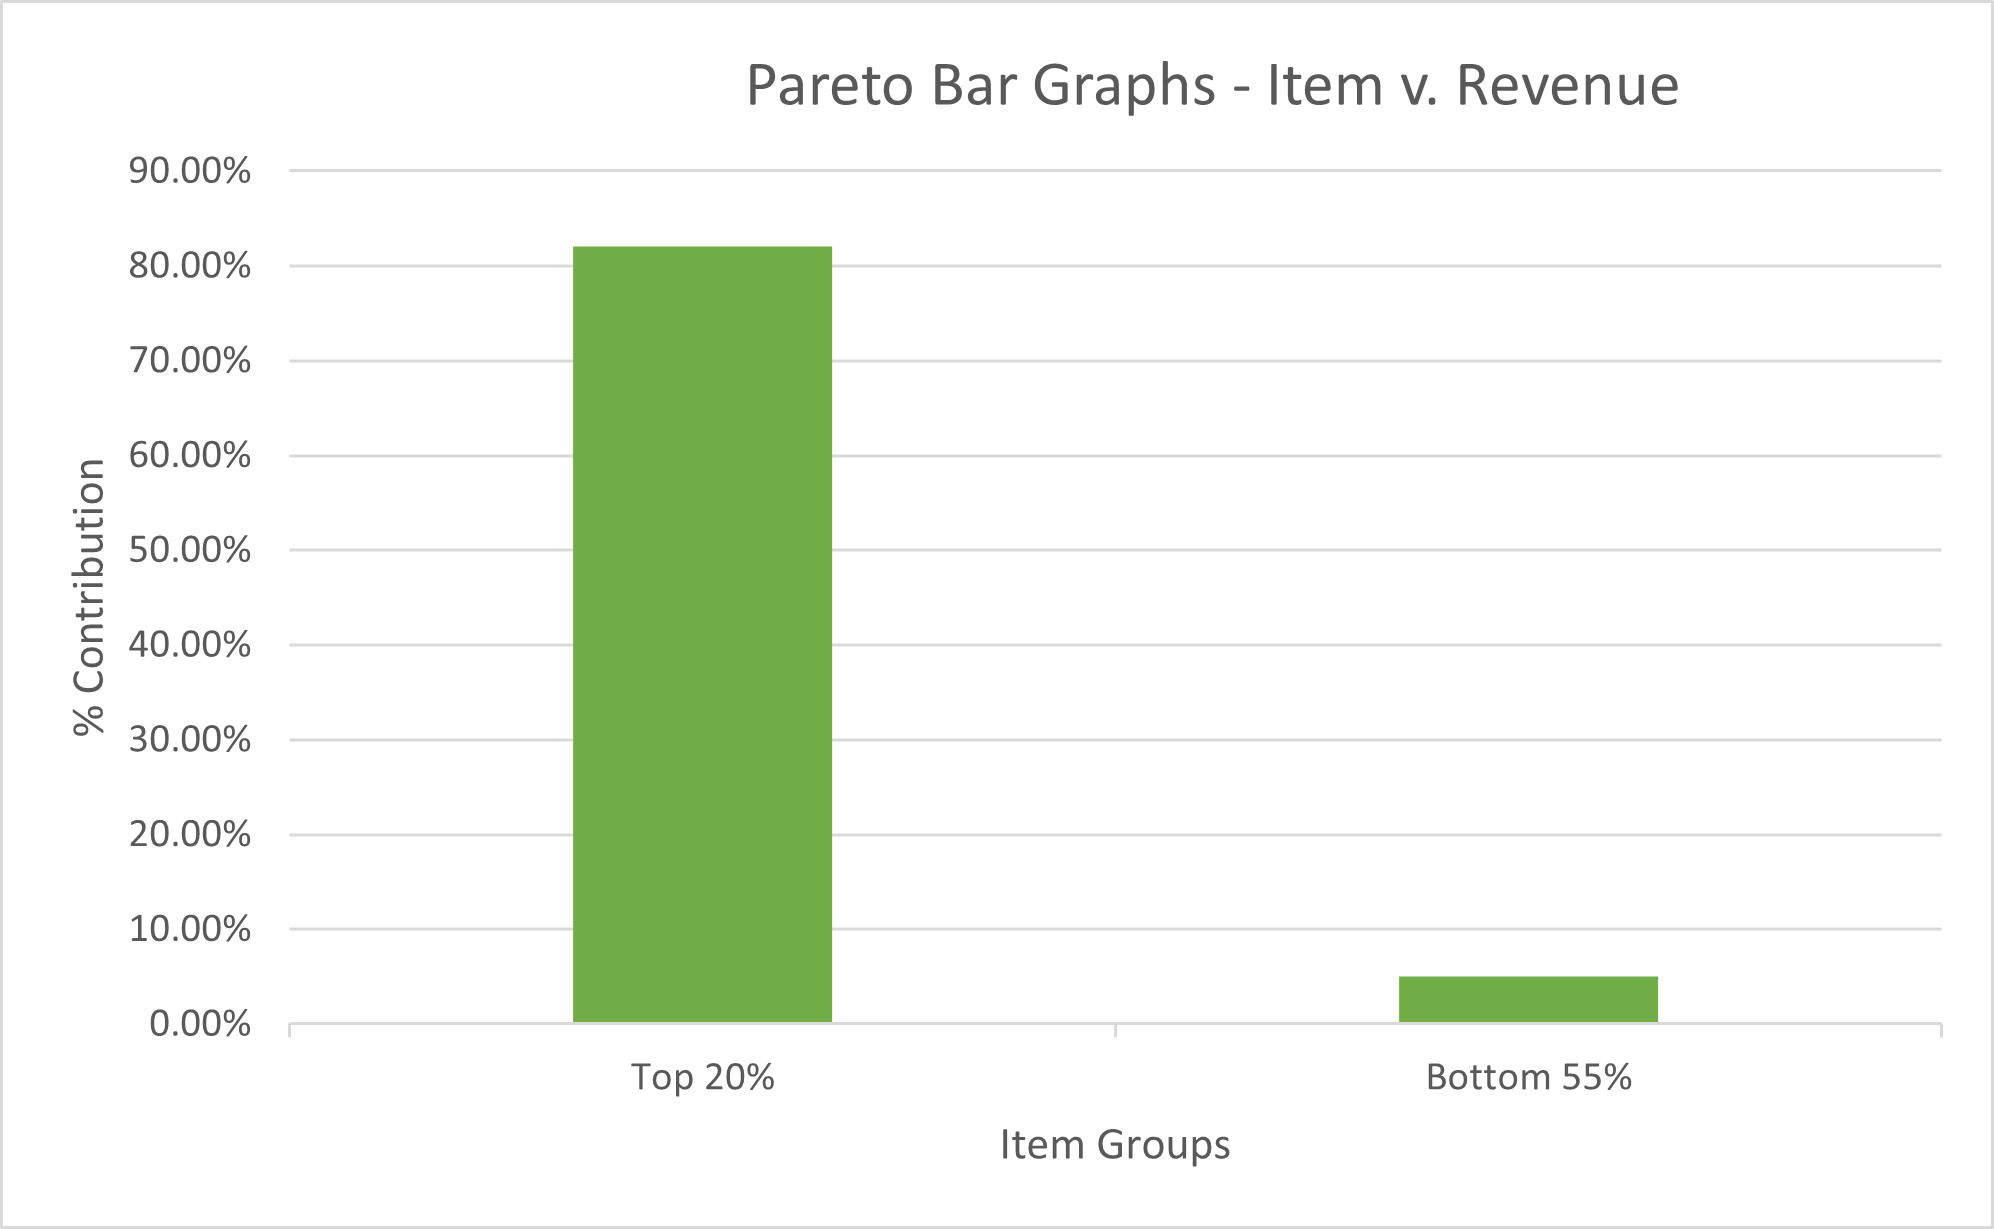 Pareto Bar Graphs - Item v. Revenue
90.00%
80.00%
70.00%
60.00%
50.00%
40.00%
30.00%
20.00%
10.00%
0.00%
% Contribution
Top 20%
Bottom 55%
Item Groups